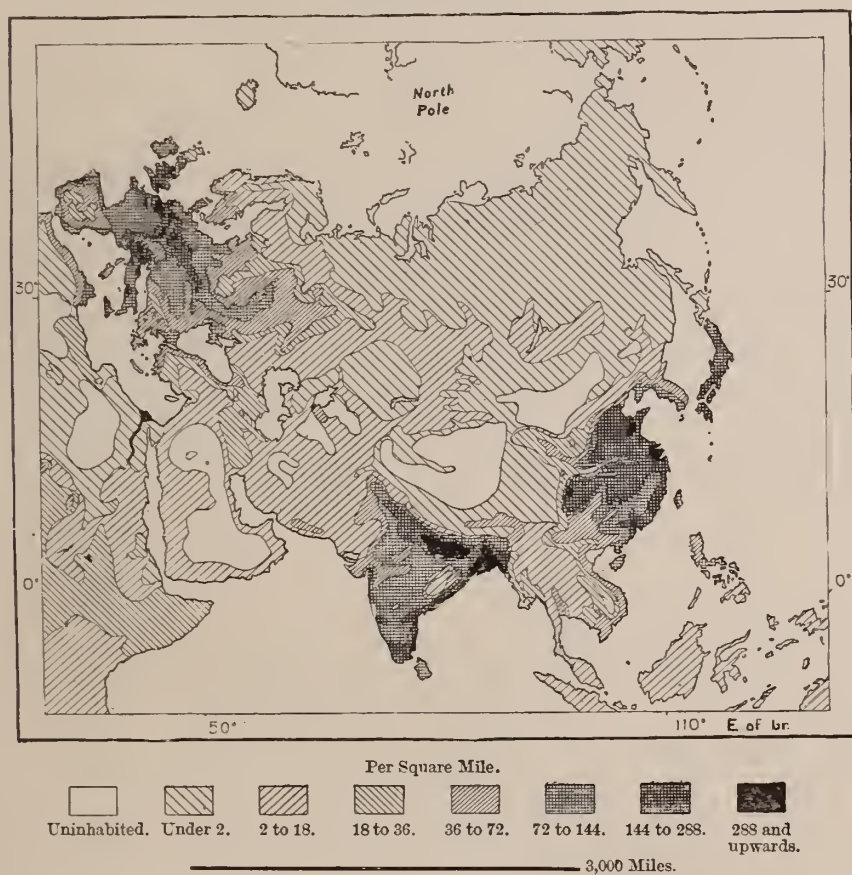 North
Pole
30°
30°
0°
0°
50°
110°
E. of Gr.
Per Square Mile.
Uninhabited.
Under 2.
2 to 18.
18 to 36.
36 to 72.
72 to 144.
144 to 288.
288 and
upwards.
3,000 Miles.